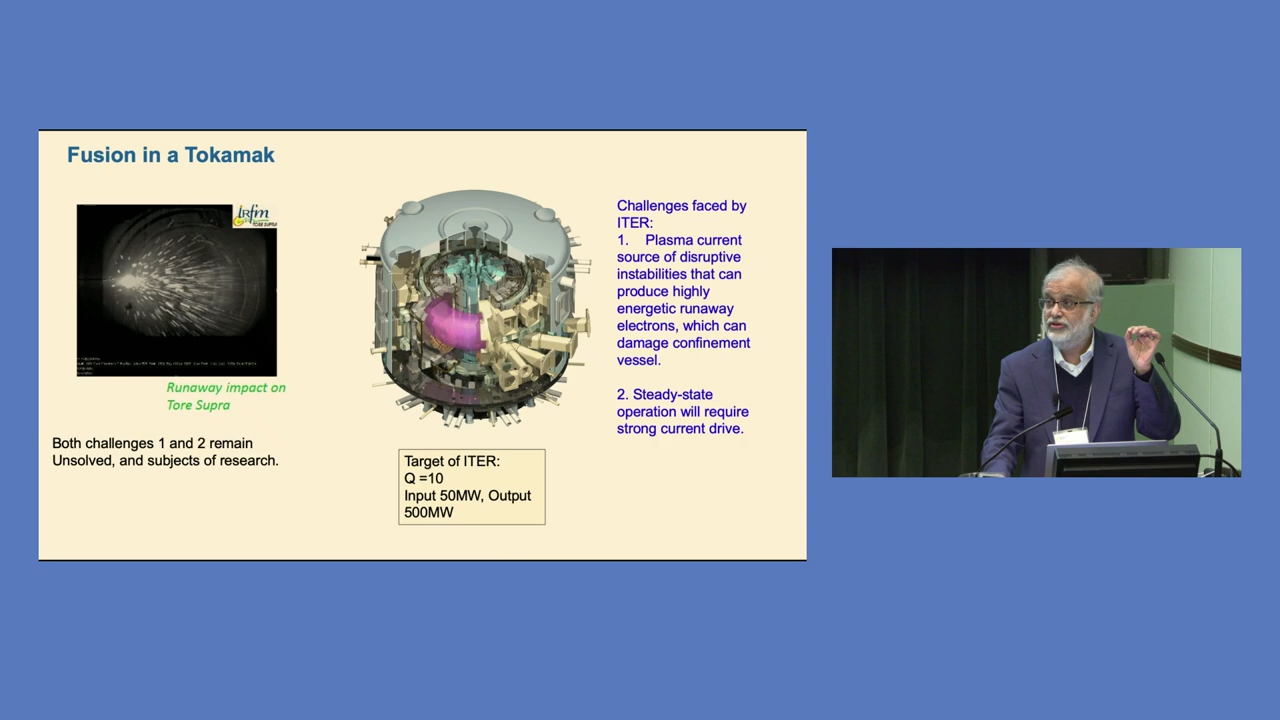 Fusion in a Tokamak
irfm
TORE SUPRA
Runaway impact on
Tore Supra
Both challenges 1 and 2 remain
Unsolved, and subjects of research.
Target of ITER:
Q =10
Input 50MW, Output
500MW
Challenges faced by
ITER:
1. Plasma current
source of disruptive
instabilities that can
produce highly
energetic runaway
electrons, which can
damage confinement
vessel.
2. Steady-state
operation will require
strong current drive.